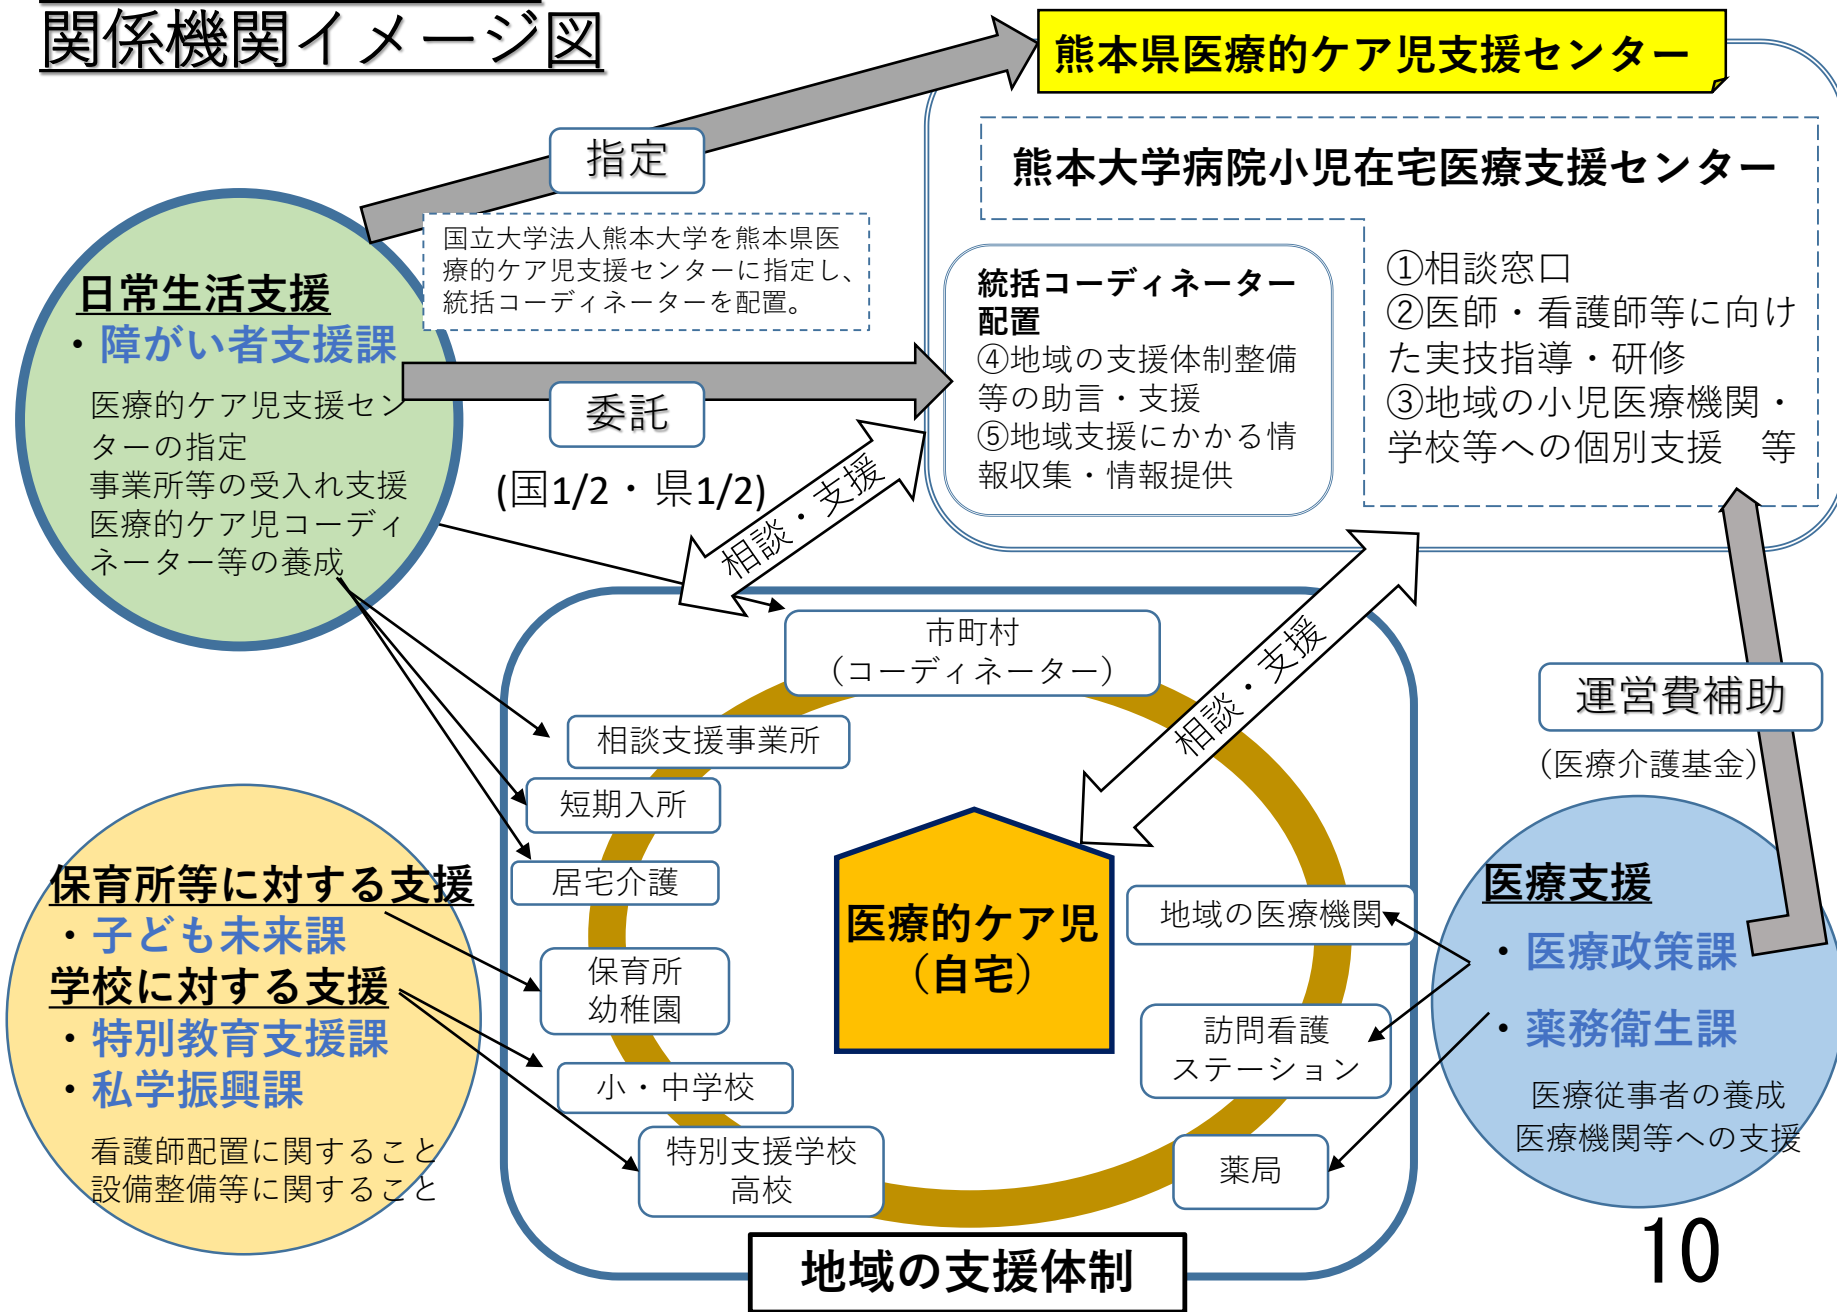 関係機関イメージ図
熊本県医療的ケア児支援センター
指定
熊本大学病院小児在宅医療支援センター
国立大学法人熊本大学を熊本県医
療的ケア児支援センターに指定し、
統括コーディネーターを配置。
日常生活支援
・障がい者支援課
医療的ケア児支援セン
ターの指定
事業所等の受入れ支援
医療的ケア児コーディ
ネーター等の養成
委託
(国1/2・県1/2)
統括コーディネーター
配置
④地域の支援体制整備
等の助言・支援
⑤地域支援にかかる情
報収集・情報提供
①相談窓口
②医師・看護師等に向け
た実技指導・研修
③地域の小児医療機関・
学校等への個別支援　等
相談・支援
相談・支援
運営費補助
（医療介護基金）
市町村
（コーディネーター）
相談支援事業所
短期入所
居宅介護
保育所
幼稚園
小・中学校
特別支援学校
高校
医療的ケア児
（自宅）
地域の医療機関
訪問看護
ステーション
薬局
保育所等に対する支援
・子ども未来課
学校に対する支援
・特別教育支援課
・私学振興課
看護師配置に関すること
設備整備等に関すること
医療支援
・医療政策課
・薬務衛生課
医療従事者の養成
医療機関等への支援
地域の支援体制
10